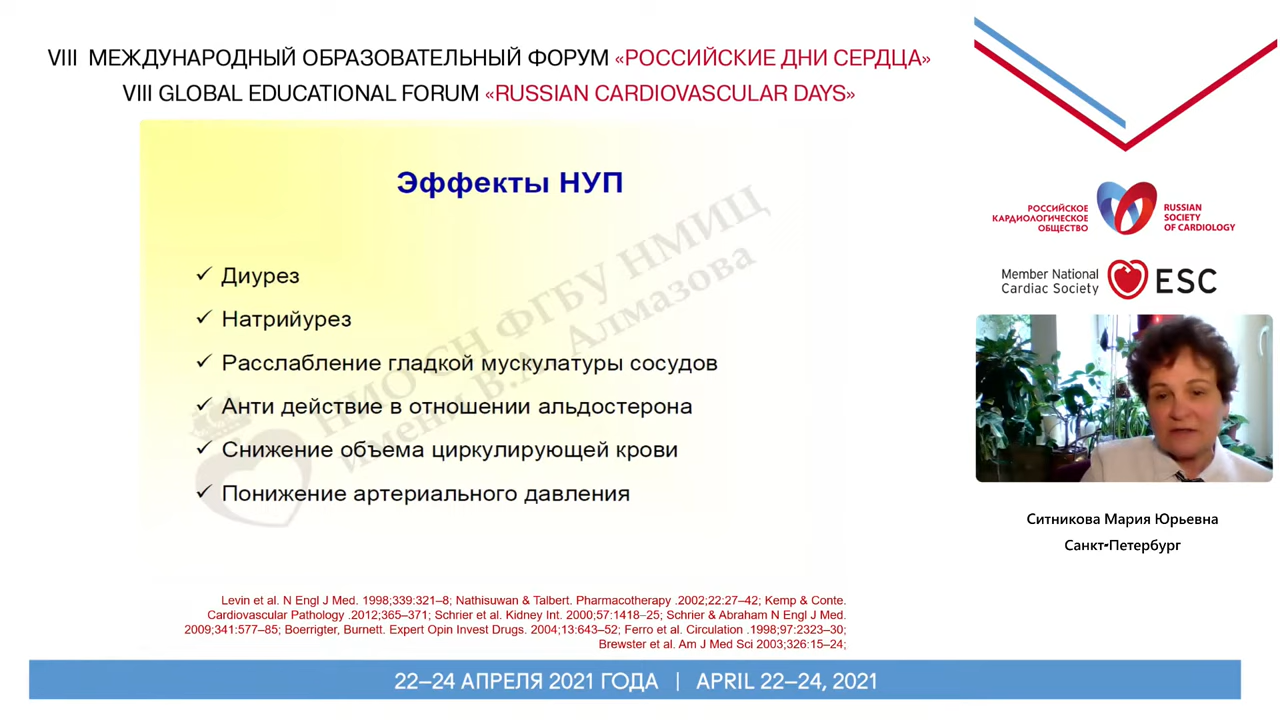 VIII МЕЖДУНАРОДНЫЙ ОБРАЗОВАТЕЛЬНЫЙ ФОРУМ «РОССИЙСКИЕ ДНИ СЕРДЦА»
VIII GLOBAL EDUCATIONAL FORUM «RUSSIAN CARDIOVASCULAR DAYS»
Эффекты НУП
Диурез
Натрийурез
Расслабление гладкой мускулатуры сосудов
Анти действие в отношении альдостерона
Снижение объема циркулирующей крови
Понижение артериального давления
НИО СН ФГБУ НМИЦ
имени В.А. Алмазова
Levin et al. N Engl J Med. 1998;339:321–8; Nathisuwan & Talbert. Pharmacotherapy .2002;22:27–42; Kemp & Conte.
Cardiovascular Pathology .2012;365–371; Schrier et al. Kidney Int. 2000;57:1418–25; Schrier & Abraham N Engl J Med.
2009;341:577–85; Boerrigter, Burnett. Expert Opin Invest Drugs. 2004;13:643–52; Ferro et al. Circulation .1998;97:2323–30;
Brewster et al. Am J Med Sci 2003;326:15–24;
РОССИЙСКОЕ
КАРДИОЛОГИЧЕСКОЕ
ОБЩЕСТВО
RUSSIAN
SOCIETY
OF CARDIOLOGY
Member National
Cardiac Society
ESC
Ситникова Мария Юрьевна
Санкт-Петербург
22–24 АПРЕЛЯ 2021 ГОДА | APRIL 22–24, 2021